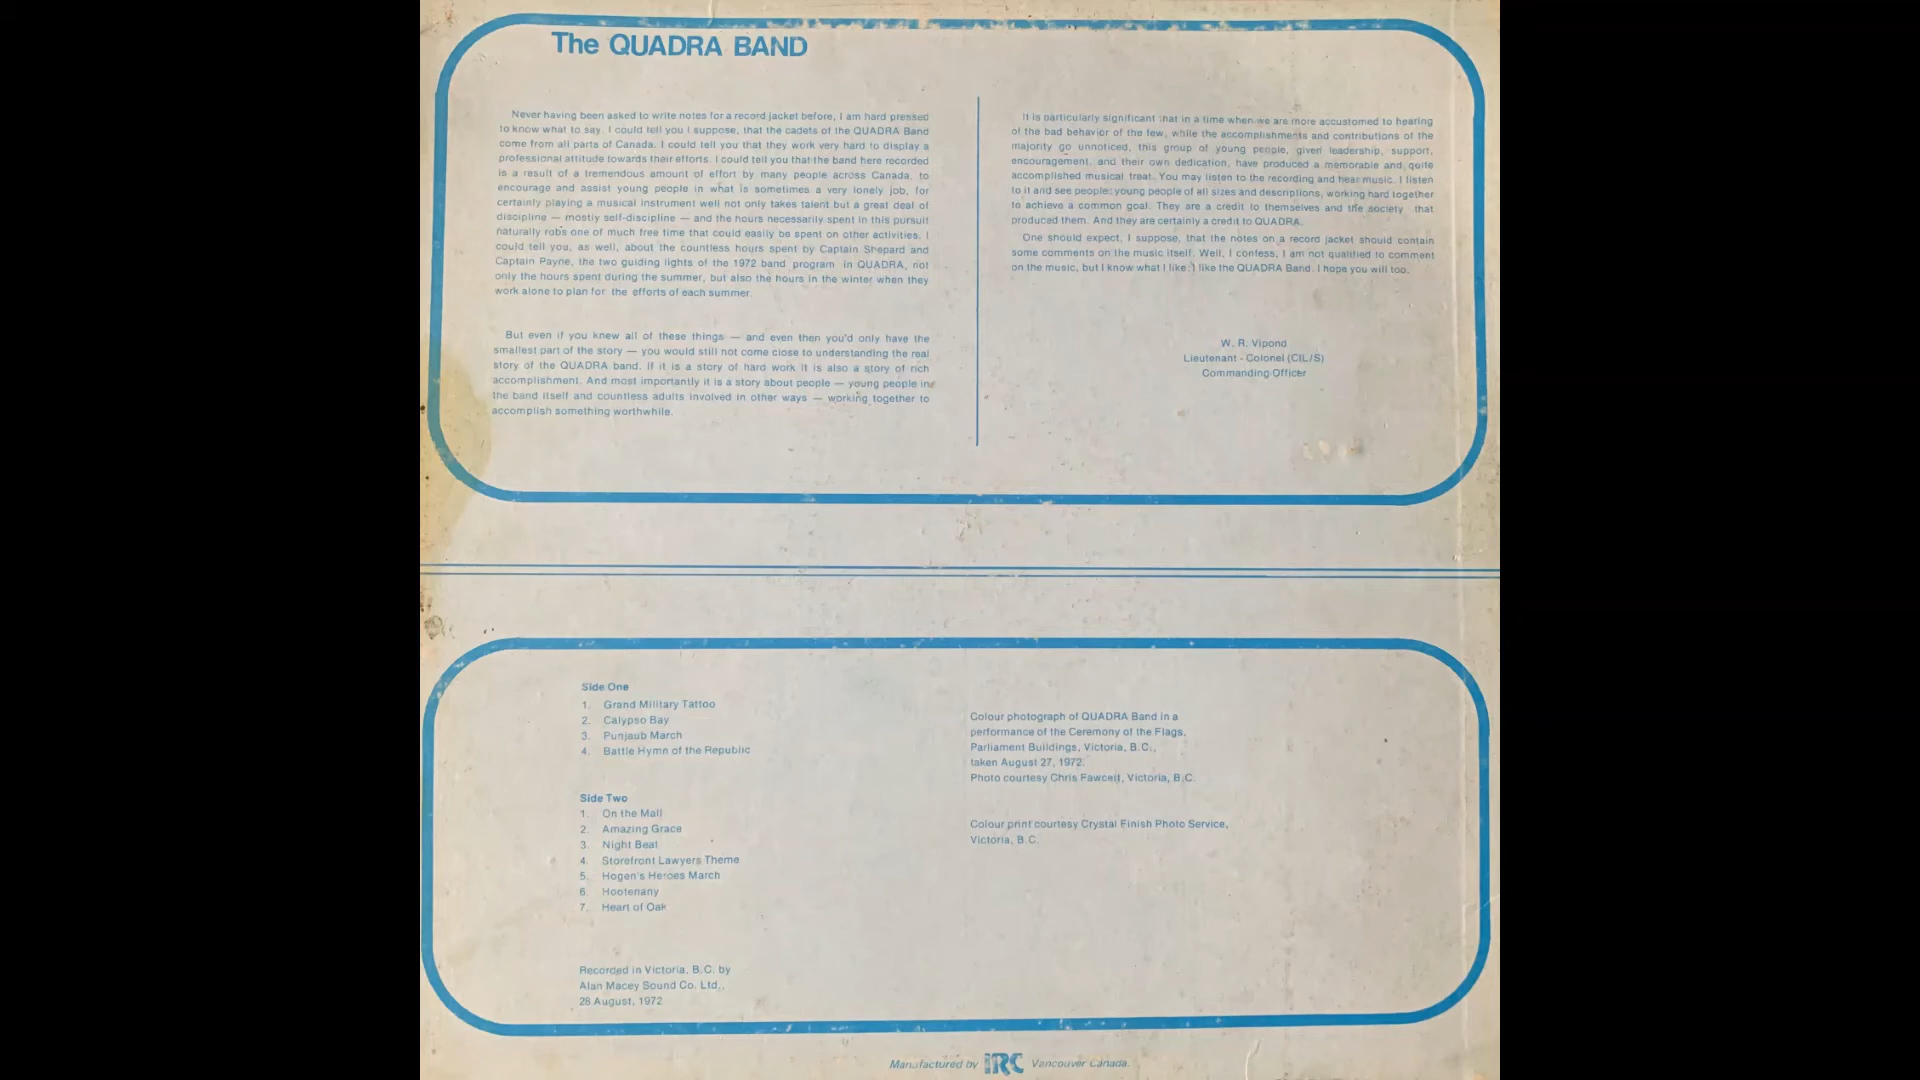 The QUADRA BAND
Never having been asked to write notes for a record jacket before, I am hard pressed
to know what to say. I could tell you I suppose, that the cadets of the QUADRA Band
come from all parts of Canada. I could tell you that they work very hard to display a
professional attitude towards their efforts. I could tell you that the band here recorded
is a result of a tremendous amount of effort by many people across Canada, to
encourage and assist young people in what is sometimes a very lonely job, for
certainly playing a musical instrument well not only takes talent but a great deal of
discipline — mostly self-discipline — and the hours necessarily spent in this pursuit
naturally robs one of much free time that could easily be spent on other activities. I
could tell you, as well, about the countless hours spent by Captain Shepard and
Captain Payne, the two guiding lights of the 1972 band program in QUADRA, not
only the hours spent during the summer, but also the hours in the winter when they
work alone to plan for the efforts of each summer.
But even if you knew all of these things — and even then you'd only have the
smallest part of the story — you would still not come close to understanding the real
story of the QUADRA band. If it is a story of hard work it is also a story of rich
accomplishment. And most importantly it is a story about people — young people in
the band itself and countless adults involved in other ways — working together to
accomplish something worthwhile.
It is particularly significant that in a time when we are more accustomed to hearing
of the bad behavior of the few, while the accomplishments and contributions of the
majority go unnoticed, this group of young people, given leadership, support,
encouragement, and their own dedication, have produced a memorable and quite
accomplished musical treat. You may listen to the recording and hear music. I listen
to it and see people: young people of all sizes and descriptions, working hard together
to achieve a common goal. They are a credit to themselves and the society that
produced them. And they are certainly a credit to QUADRA.
One should expect, I suppose, that the notes on a record jacket should contain
some comments on the music itself. Well, I confess, I am not qualified to comment
on the music, but I know what I like: I like the QUADRA Band. I hope you will too.
W. R. Vipond
Lieutenant - Colonel (CIL/S)
Commanding Officer
Side One
1. Grand Military Tattoo
2. Calypso Bay
3. Punjaub March
4. Battle Hymn of the Republic
Side Two
1. On the Mall
2. Amazing Grace
3. Night Beat
4. Storefront Lawyers Theme
5. Hogen's Heroes March
6. Hootenany
7. Heart of Oak
Recorded in Victoria, B.C. by
Alan Macey Sound Co. Ltd.,
28 August, 1972
Colour photograph of QUADRA Band in a
performance of the Ceremony of the Flags,
Parliament Buildings, Victoria, B.C.,
taken August 27, 1972.
Photo courtesy Chris Fawcett, Victoria, B.C.
Colour print courtesy Crystal Finish Photo Service,
Victoria, B.C.
Manufactured by iRC Vancouver Canada.